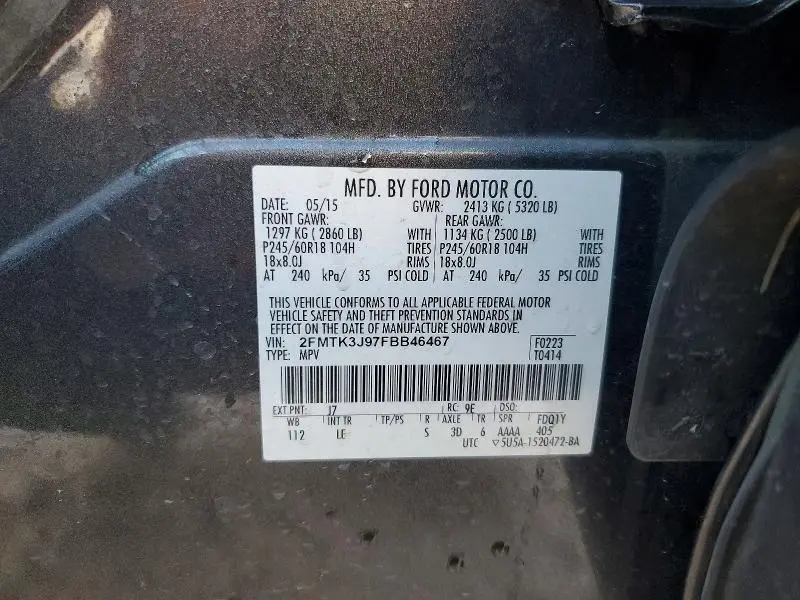 MFD. BY FORD MOTOR CO.
DATE: 05/15 GVWR: 2413 KG ( 5320 LB)
FRONT GAWR: REAR GAWR:
1297 KG ( 2860 LB) WITH 1134 KG ( 2500 LB) WITH
P245/60R18 104H TIRES P245/60R18 104H TIRES
18x8.0J RIMS 18x8.0J RIMS
AT 240 kPa/ 35 PSI COLD AT 240 kPa/ 35 PSI COLD
THIS VEHICLE CONFORMS TO ALL APPLICABLE FEDERAL MOTOR
VEHICLE SAFETY AND THEFT PREVENTION STANDARDS IN
EFFECT ON THE DATE OF MANUFACTURE SHOWN ABOVE.
VIN: 2FMTK3J97FBB46467 F0223
TYPE: MPV T0414
EXT PNT: J7 RC: 9E DSO:
WB INT TR TP/PS R AXLE TR SPR FDQ1Y
112 LE S 3D 6 AAAA 405
UTC ▽5U5A-1520472-BA